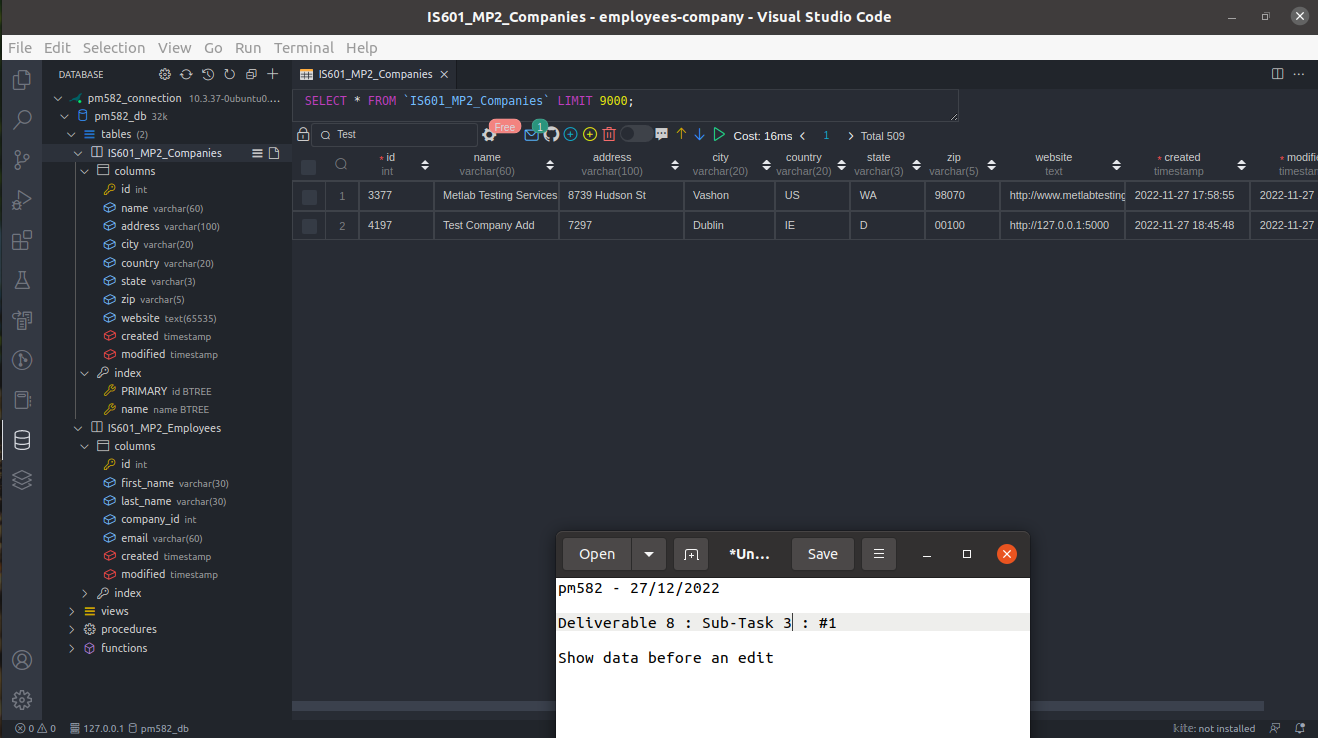 IS601_MP2_Companies - employees-company - Visual Studio Code
File Edit Selection View Go Run Terminal Help
DATABASE
pm582_connection 10.3.37-0ubuntu0....
pm582_db 32k
tables (2)
IS601_MP2_Companies
columns
id int
name varchar(60)
address varchar(100)
city varchar(20)
country varchar(20)
state varchar(3)
zip varchar(5)
website text(65535)
created timestamp
modified timestamp
index
PRIMARY id BTREE
name name BTREE
IS601_MP2_Employees
columns
id int
first_name varchar(30)
last_name varchar(30)
company_id int
email varchar(60)
created timestamp
modified timestamp
index
views
procedures
functions
IS601_MP2_Companies
SELECT * FROM `IS601_MP2_Companies` LIMIT 9000;
Test Free 1 Cost: 16ms 1 Total 509
* id name address city country state zip website * created * modifie
int varchar(60) varchar(100) varchar(20) varchar(20) varchar(3) varchar(5) text timestamp timestam
1 3377 Metlab Testing Services 8739 Hudson St Vashon US WA 98070 http://www.metlabtesting 2022-11-27 17:58:55 2022-11-27
2 4197 Test Company Add 7297 Dublin IE D 00100 http://127.0.0.1:5000 2022-11-27 18:45:48 2022-11-27
Open *Un... Save
pm582 - 27/12/2022
Deliverable 8 : Sub-Task 3 : #1
Show data before an edit
0 0 127.0.0.1 pm582_db
kite: not installed